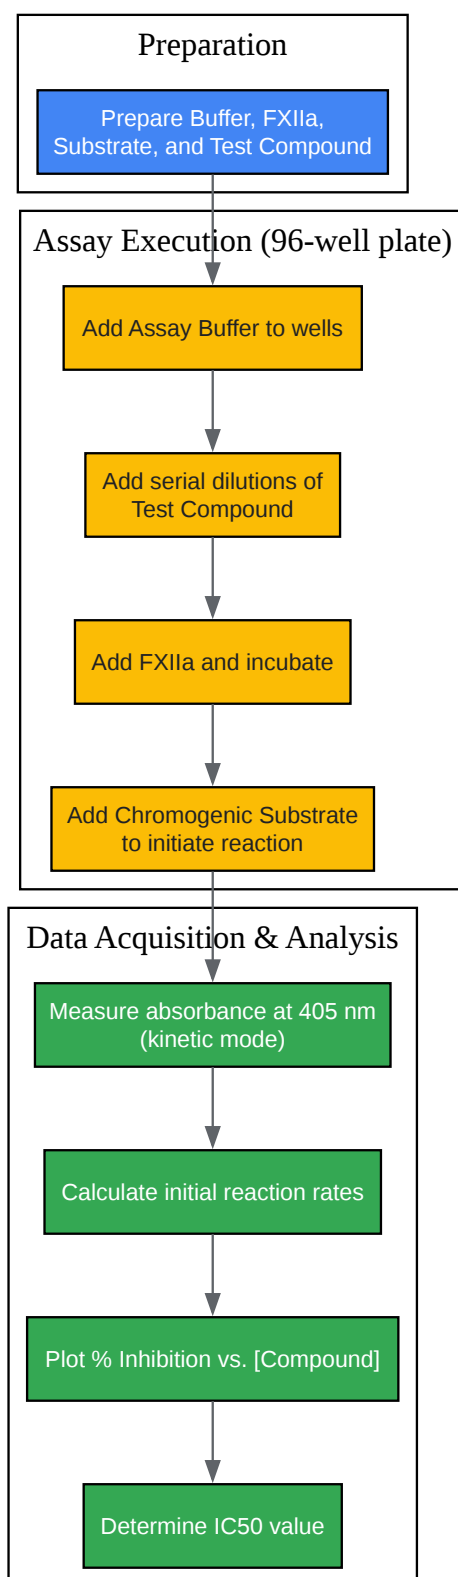 Preparation
Prepare Buffer, FXIIa,
Substrate, and Test Compound
Assay Execution (96-well plate)
Add Assay Buffer to wells
Add serial dilutions of
Test Compound
Add FXIIa and incubate
Add Chromogenic Substrate
to initiate reaction
Data Acquisition & Analysis
Measure absorbance at 405 nm
(kinetic mode)
Calculate initial reaction rates
Plot % Inhibition vs. [Compound]
Determine IC50 value